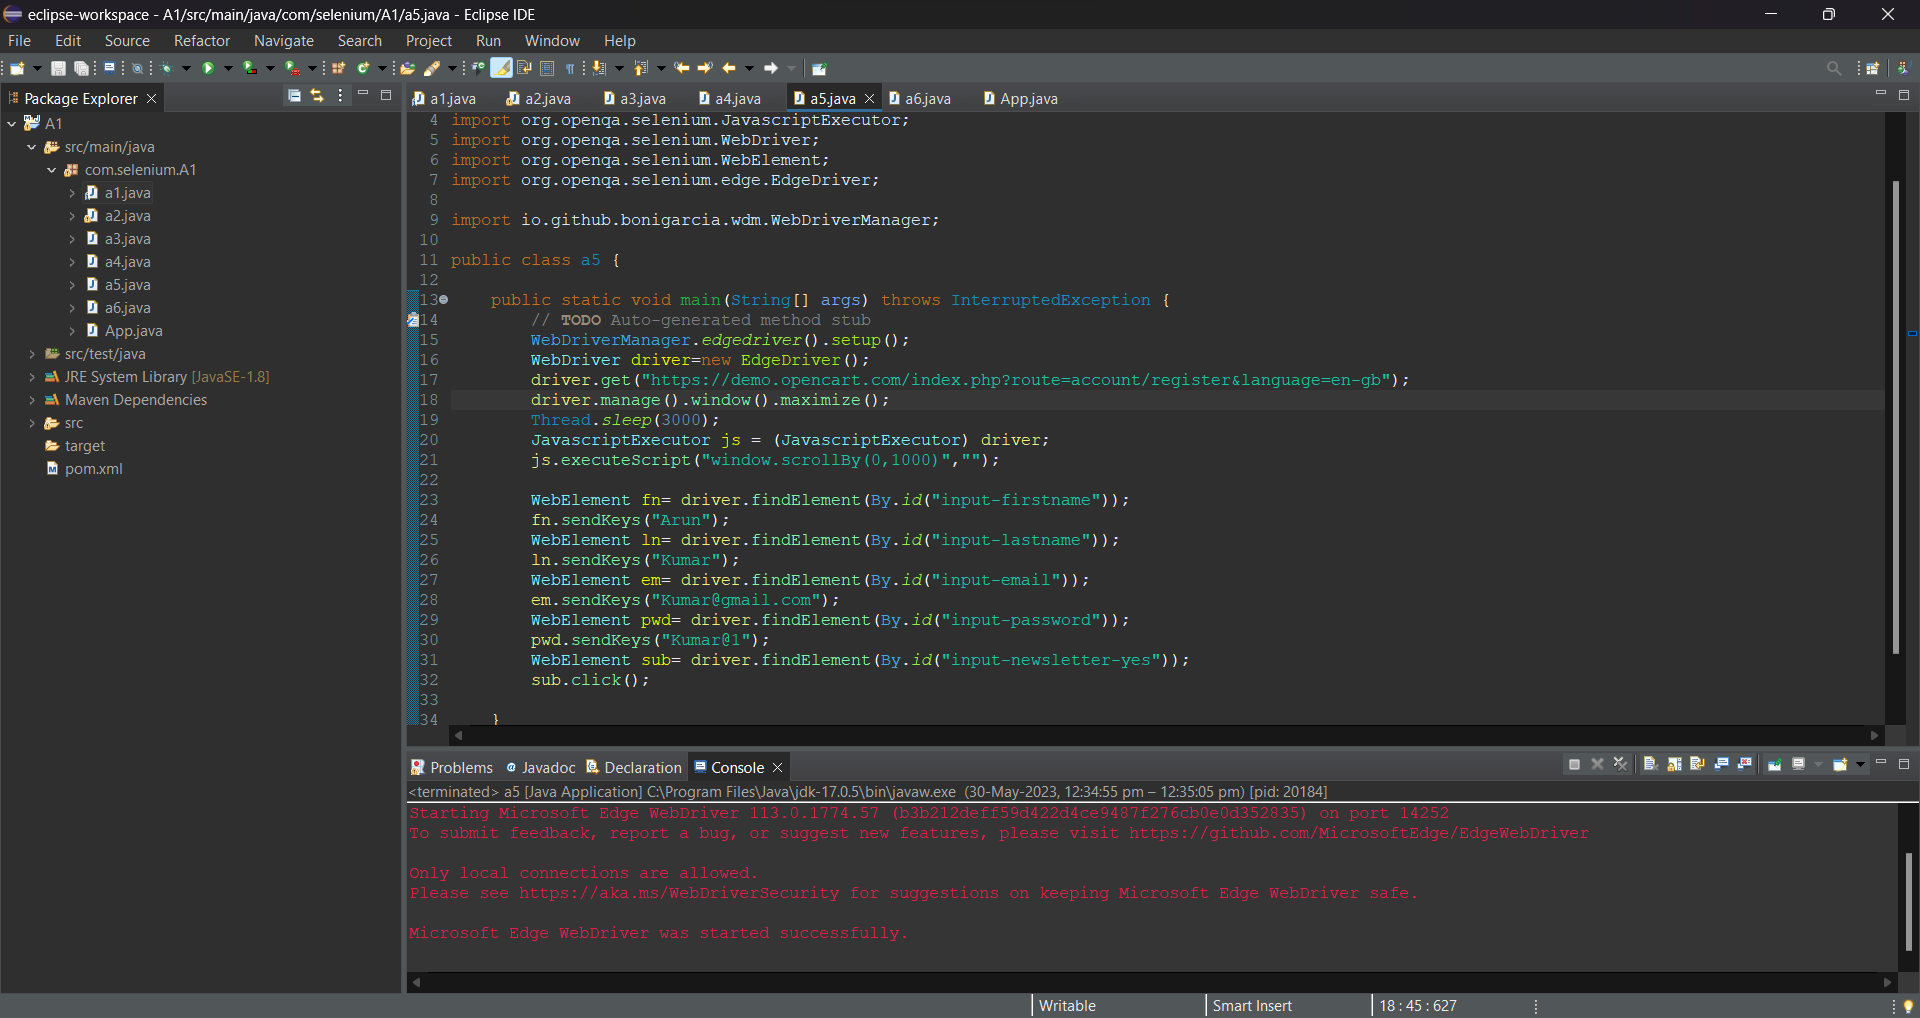 eclipse-workspace - A1/src/main/java/com/selenium/A1/a5.java - Eclipse IDE
File Edit Source Refactor Navigate Search Project Run Window Help
Package Explorer
A1
src/main/java
com.selenium.A1
a1.java
a2.java
a3.java
a4.java
a5.java
a6.java
App.java
src/test/java
JRE System Library [JavaSE-1.8]
Maven Dependencies
src
target
pom.xml
a1.java a2.java a3.java a4.java a5.java a6.java App.java
4 import org.openqa.selenium.JavascriptExecutor;
5 import org.openqa.selenium.WebDriver;
6 import org.openqa.selenium.WebElement;
7 import org.openqa.selenium.edge.EdgeDriver;
8
9 import io.github.bonigarcia.wdm.WebDriverManager;
10
11 public class a5 {
12
13 public static void main(String[] args) throws InterruptedException {
14 // TODO Auto-generated method stub
15 WebDriverManager.edgedriver().setup();
16 WebDriver driver=new EdgeDriver();
17 driver.get("https://demo.opencart.com/index.php?route=account/register&language=en-gb");
18 driver.manage().window().maximize();
19 Thread.sleep(3000);
20 JavascriptExecutor js = (JavascriptExecutor) driver;
21 js.executeScript("window.scrollBy(0,1000)","");
22
23 WebElement fn= driver.findElement(By.id("input-firstname"));
24 fn.sendKeys("Arun");
25 WebElement ln= driver.findElement(By.id("input-lastname"));
26 ln.sendKeys("Kumar");
27 WebElement em= driver.findElement(By.id("input-email"));
28 em.sendKeys("Kumar@gmail.com");
29 WebElement pwd= driver.findElement(By.id("input-password"));
30 pwd.sendKeys("Kumar@1");
31 WebElement sub= driver.findElement(By.id("input-newsletter-yes"));
32 sub.click();
33
34 }
Problems Javadoc Declaration Console
<terminated> a5 [Java Application] C:\Program Files\Java\jdk-17.0.5\bin\javaw.exe (30-May-2023, 12:34:55 pm – 12:35:05 pm) [pid: 20184]
Starting Microsoft Edge WebDriver 113.0.1774.57 (b3b212deff59d422d4ce9487f276cb0e0d352835) on port 14252
To submit feedback, report a bug, or suggest new features, please visit https://github.com/MicrosoftEdge/EdgeWebDriver
Only local connections are allowed.
Please see https://aka.ms/WebDriverSecurity for suggestions on keeping Microsoft Edge WebDriver safe.
Microsoft Edge WebDriver was started successfully.
Writable Smart Insert 18 : 45 : 627